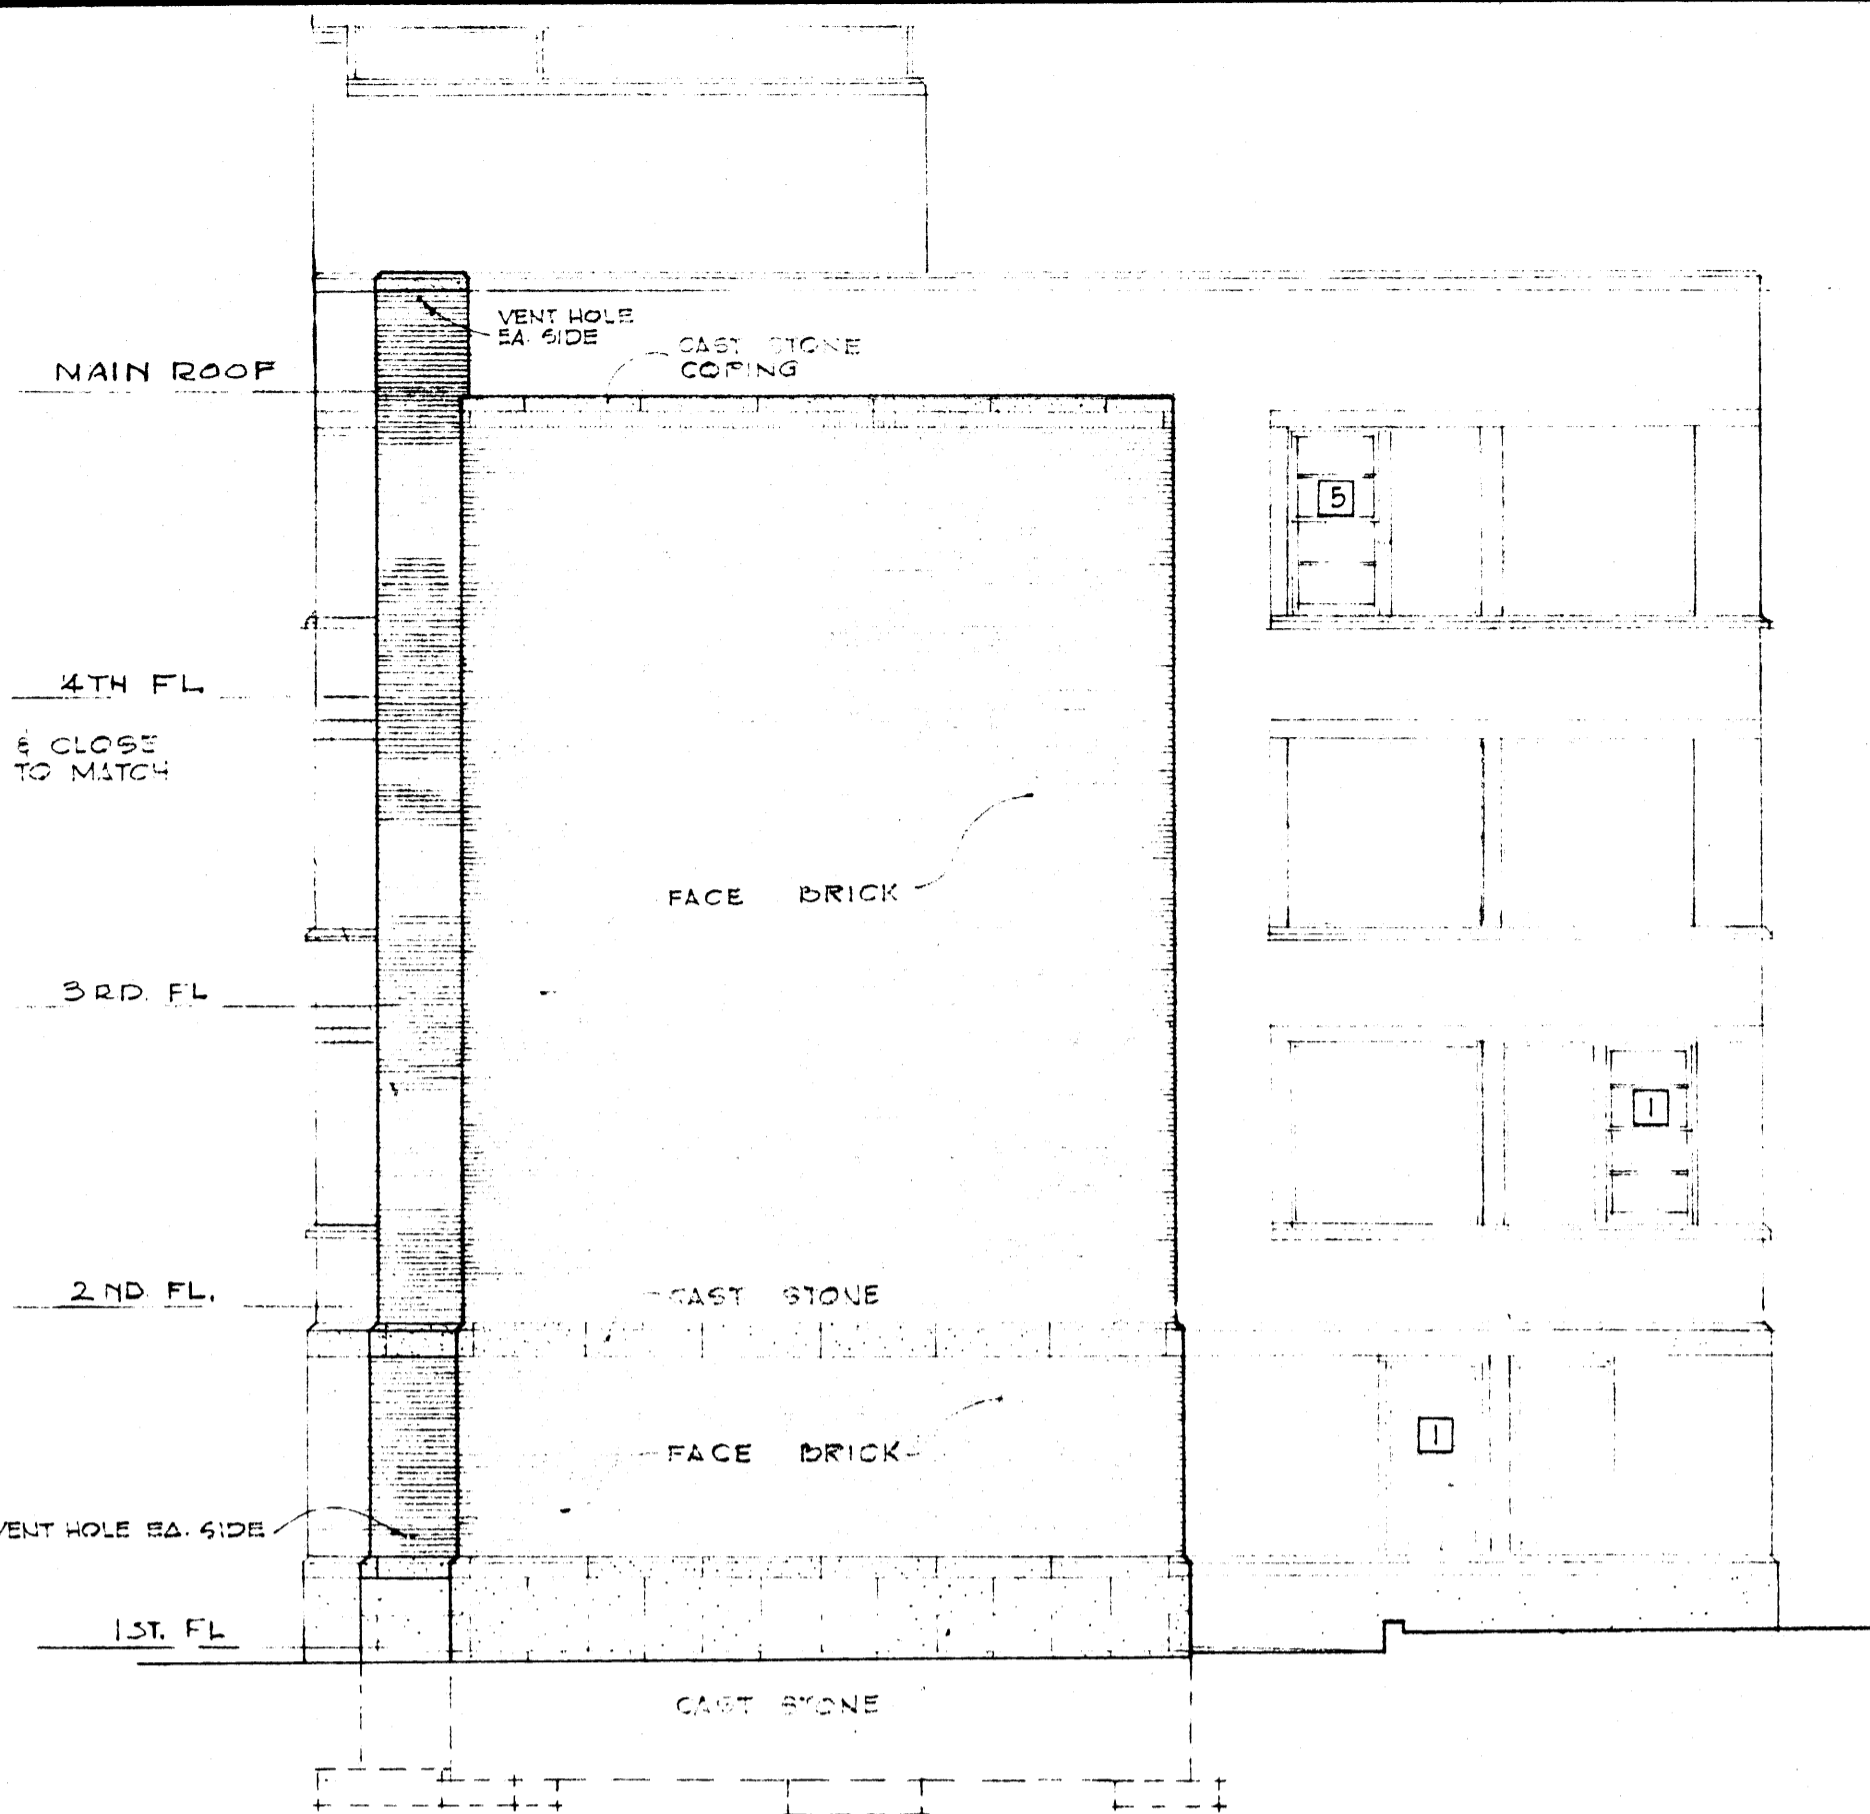 VENT HOLE
EA. SIDE
CAST STONE
COPING
MAIN ROOF
5
4TH FL
& CLOSE
TO MATCH
FACE BRICK
3RD. FL
1
2ND. FL.
CAST STONE
1
FACE BRICK
VENT HOLE EA. SIDE
1ST. FL
CAST STONE